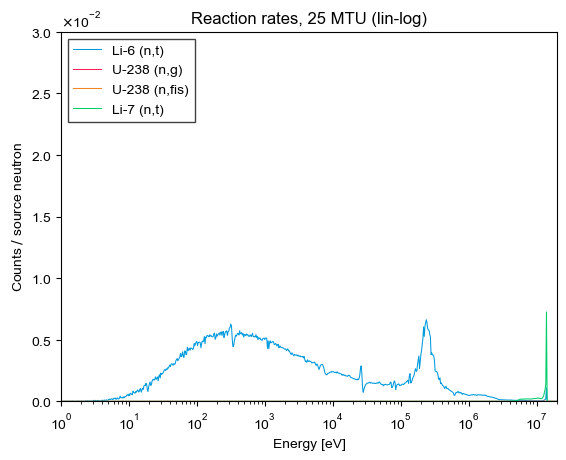 Reaction rates, 25 MTU (lin-log)
×10⁻²
Li-6 (n,t)
U-238 (n,g)
U-238 (n,fis)
Li-7 (n,t)
Counts / source neutron
3.0
2.5
2.0
1.5
1.0
0.5
0.0
10⁰ 10¹ 10² 10³ 10⁴ 10⁵ 10⁶ 10⁷
Energy [eV]